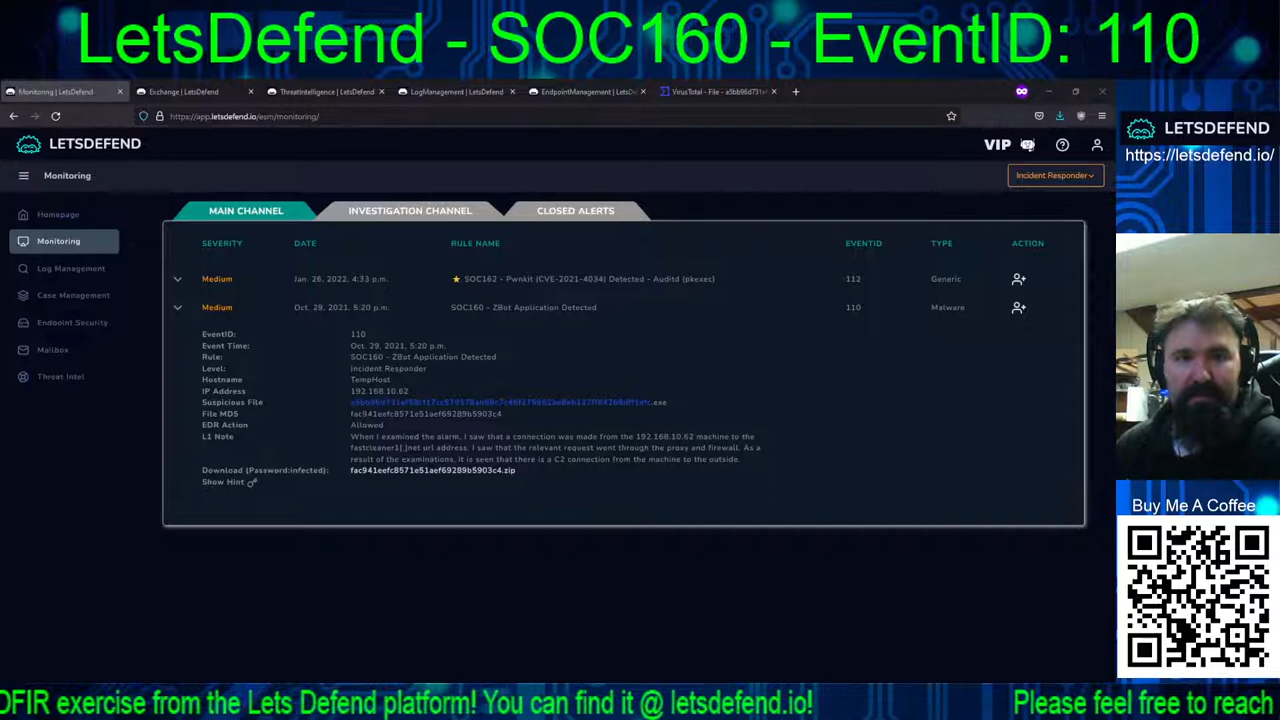 LetsDefend - SOC160 - EventID: 110
Monitoring | LetsDefend
Exchange | LetsDefend
ThreatIntelligence | LetsDefend
LogManagement | LetsDefend
EndpointManagement | LetsDe
VirusTotal - File - a5bb96d731ef
https://app.letsdefend.io/esm/monitoring/
LETSDEFEND
VIP
LETSDEFEND
https://letsdefend.io/
Monitoring
Incident Responder
Homepage
Monitoring
Log Management
Case Management
Endpoint Security
Mailbox
Threat Intel
MAIN CHANNEL
INVESTIGATION CHANNEL
CLOSED ALERTS
SEVERITY DATE RULE NAME EVENTID TYPE ACTION
Medium Jan. 26, 2022, 4:33 p.m. SOC162 - Pwnkit (CVE-2021-4034) Detected - Auditd (pkexec) 112 Generic
Medium Oct. 29, 2021, 5:20 p.m. SOC160 - ZBot Application Detected 110 Malware
EventID: 110
Event Time: Oct. 29, 2021, 5:20 p.m.
Rule: SOC160 - ZBot Application Detected
Level: Incident Responder
Hostname TempHost
IP Address 192.168.10.62
Suspicious File .exe
File MD5 fac941eefc8571e51aef69289b5903c4
EDR Action Allowed
L1 Note When I examined the alarm, I saw that a connection was made from the 192.168.10.62 machine to the
fastcleaner1[.]net url address. I saw that the relevant request went through the proxy and firewall. As a
result of the examinations, it is seen that there is a C2 connection from the machine to the outside.
Download (Password:infected): fac941eefc8571e51aef69289b5903c4.zip
Show Hint
Buy Me A Coffee
DFIR exercise from the Lets Defend platform! You can find it @ letsdefend.io!
Please feel free to reach